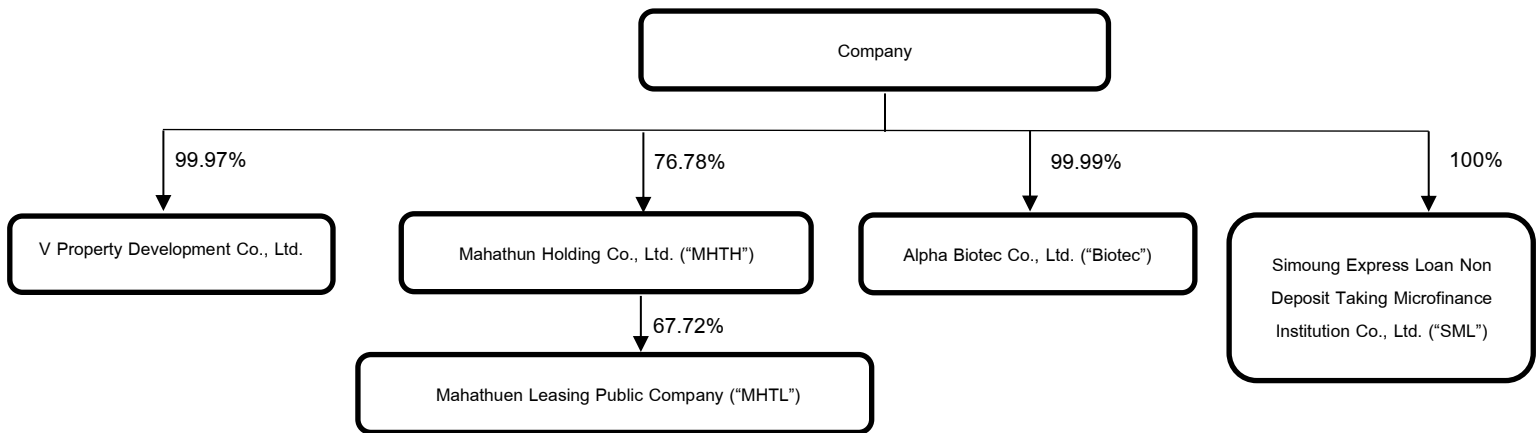 Company
99.97%
76.78%
99.99%
100%
V Property Development Co., Ltd.
Mahathun Holding Co., Ltd. (“MHTH”)
Alpha Biotec Co., Ltd. (“Biotec”)
Simoung Express Loan Non
Deposit Taking Microfinance
Institution Co., Ltd. (“SML”)
67.72%
Mahathuen Leasing Public Company (“MHTL”)